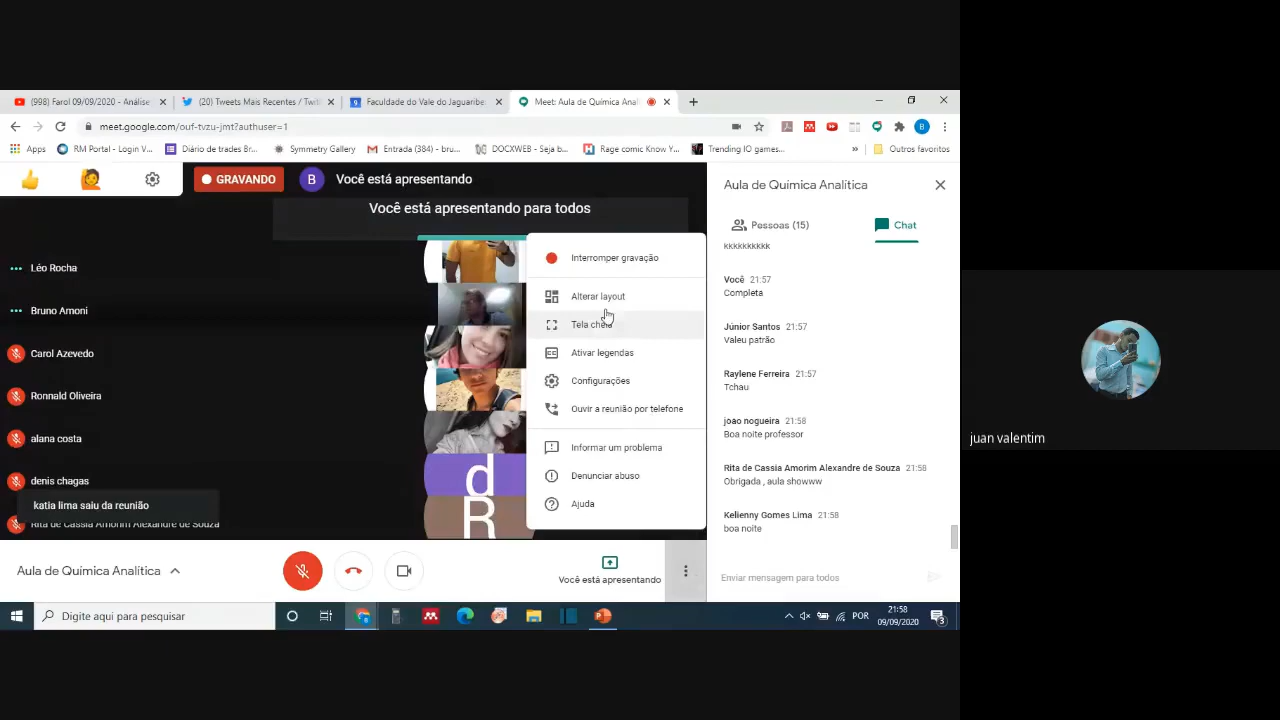 (998) Farol 09/09/2020 - Análise
(20) Tweets Mais Recentes / Twit
Faculdade do Vale do Jaguaribe:
Meet: Aula de Química Anal
meet.google.com/ouf-tvzu-jmt?authuser=1
Apps
RM Portal - Login V...
Diário de trades Br...
Symmetry Gallery
Entrada (384) - bru...
DOCXWEB - Seja b...
Rage comic Know Y...
Trending IO games...
»
Outros favoritos
GRAVANDO
B
Você está apresentando
Você está apresentando para todos
Léo Rocha
Bruno Arnoni
Carol Azevedo
Ronnald Oliveira
alana costa
denis chagas
katia lima saiu da reunião
Rita de Cassia Amorim Alexandre de Souza
d
R
Interromper gravação
Alterar layout
Tela cheia
Ativar legendas
Configurações
Ouvir a reunião por telefone
Informar um problema
Denunciar abuso
Ajuda
Aula de Química Analítica
Pessoas (15)
Chat
kkkkkkkkkk
Você 21:57
Completa
Júnior Santos 21:57
Valeu patrão
Raylene Ferreira 21:57
Tchau
joao nogueira 21:58
Boa noite professor
Rita de Cassia Amorim Alexandre de Souza 21:58
Obrigada , aula showww
Kelienny Gomes Lima 21:58
boa noite
Enviar mensagem para todos
Aula de Química Analítica
Você está apresentando
Digite aqui para pesquisar
POR
21:58
09/09/2020
3
juan valentim